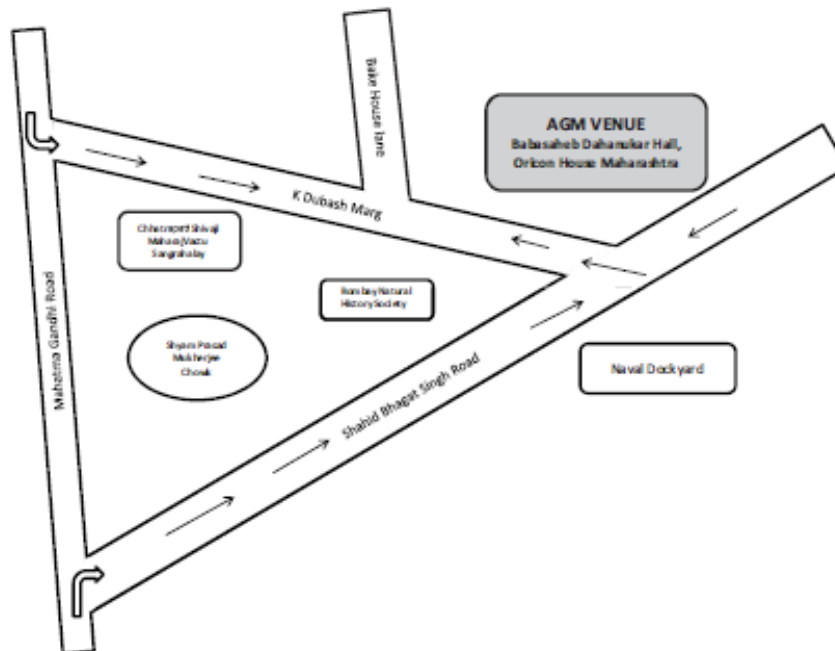 Bake House lane
AGM VENUE
Babasaheb Dahanukar Hall,
Oricon House Maharashtra
K Dubash Marg
Chhatrapati Shivaji
Maharaj Vastu
Sangrahalay
Bombay Natural
History Society
Mahatma Gandhi Road
Shyam Prasad
Mukherjee
Chowk
Naval Dockyard
Shahid Bhagat Singh Road